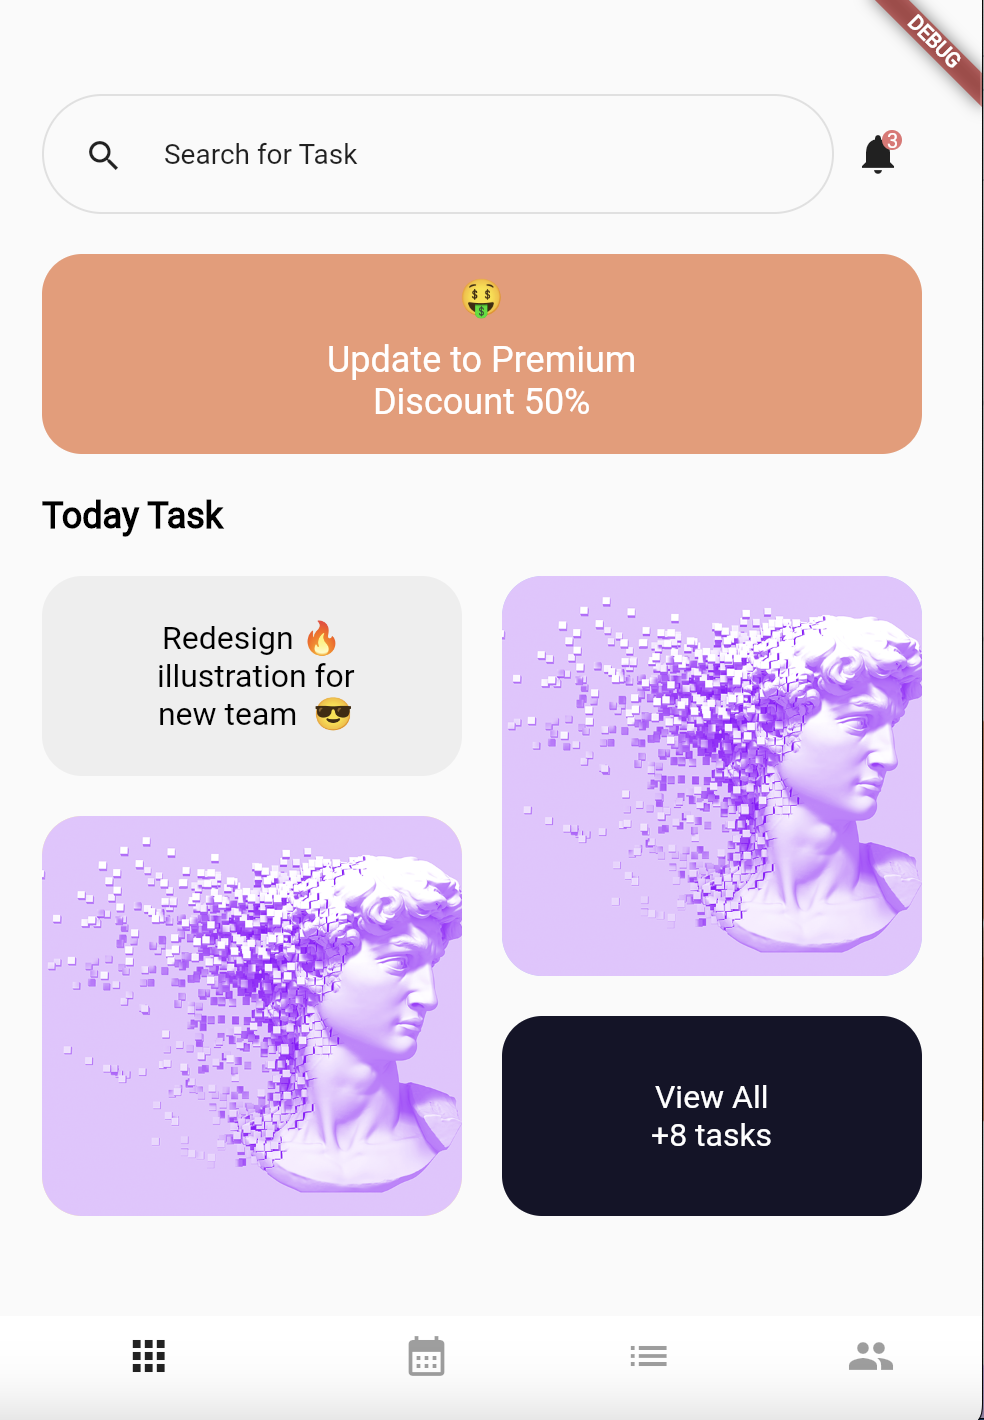 DEBUG
Search for Task
3
Update to Premium
Discount 50%
Today Task
Redesign 🔥
illustration for
new team 😎
View All
+8 tasks